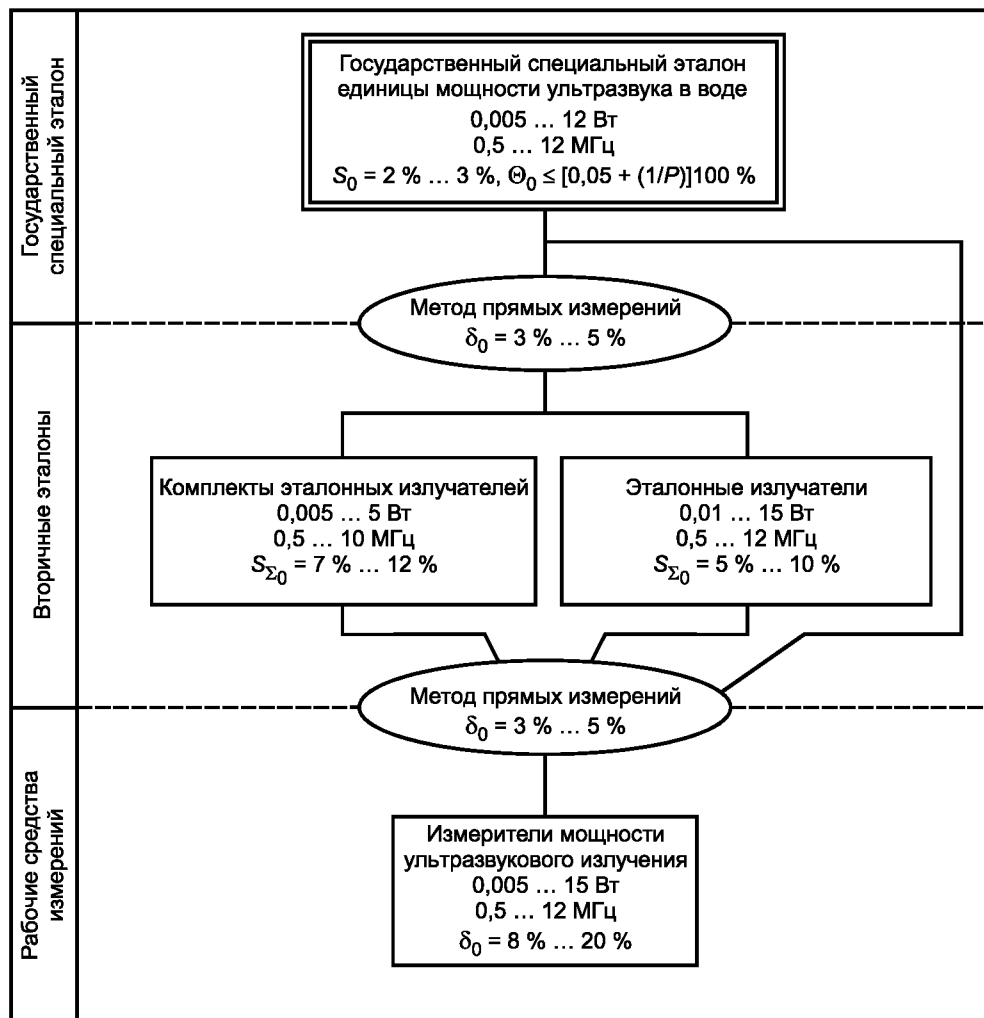 Государственный
специальный эталон
Государственный специальный эталон
единицы мощности ультразвука в воде
0,005 ... 12 Вт
0,5 ... 12 МГц
S₀ = 2 % ... 3 %, Θ₀ ≤ [0,05 + (1/P)]100 %
Метод прямых измерений
δ₀ = 3 % ... 5 %
Вторичные эталоны
Комплекты эталонных излучателей
0,005 ... 5 Вт
0,5 ... 10 МГц
S_Σ₀ = 7 % ... 12 %
Эталонные излучатели
0,01 ... 15 Вт
0,5 ... 12 МГц
S_Σ₀ = 5 % ... 10 %
Метод прямых измерений
δ₀ = 3 % ... 5 %
Рабочие средства
измерений
Измерители мощности
ультразвукового излучения
0,005 ... 15 Вт
0,5 ... 12 МГц
δ₀ = 8 % ... 20 %